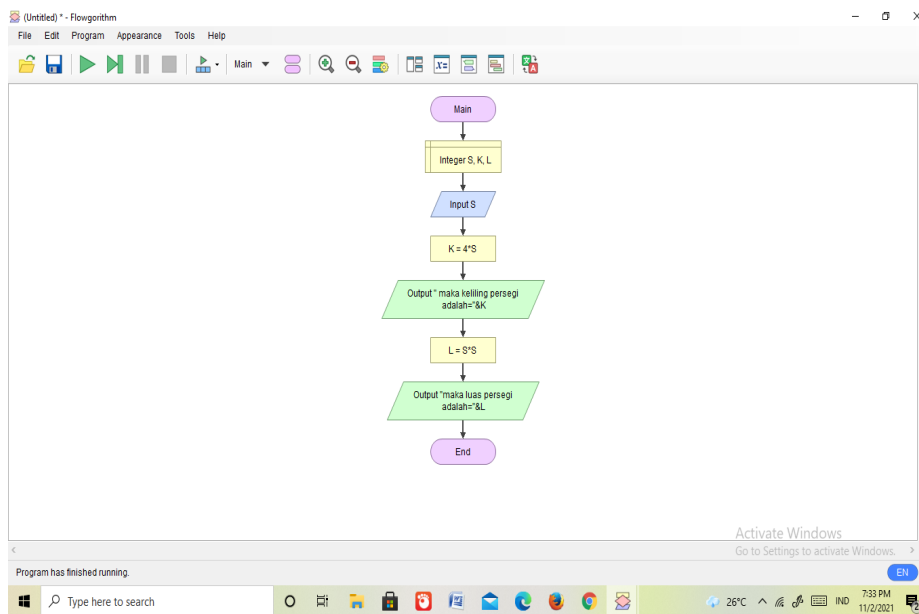 (Untitled) * - Flowgorithm
File Edit Program Appearance Tools Help
Main
Main
Integer S, K, L
Input S
K = 4*S
Output " maka keliling persegi
adalah="&K
L = S*S
Output "maka luas persegi
adalah="&L
End
Activate Windows
Go to Settings to activate Windows.
Program has finished running.
EN
Type here to search
26°C
IND
7:33 PM
11/2/2021